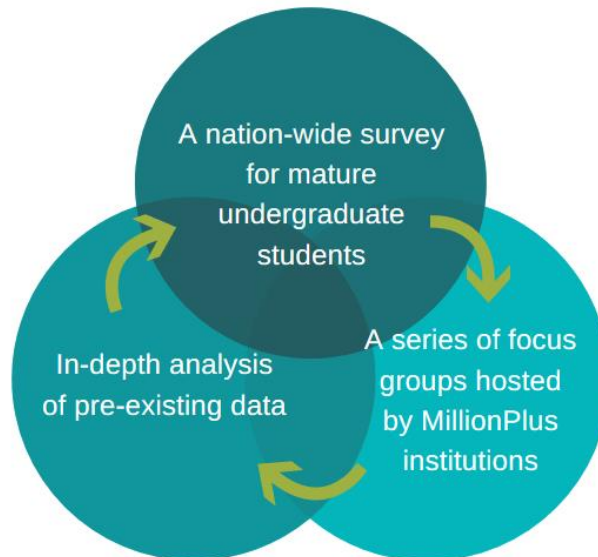 A nation-wide survey
for mature
undergraduate
students
In-depth analysis
of pre-existing data
A series of focus
groups hosted
by MillionPlus
institutions